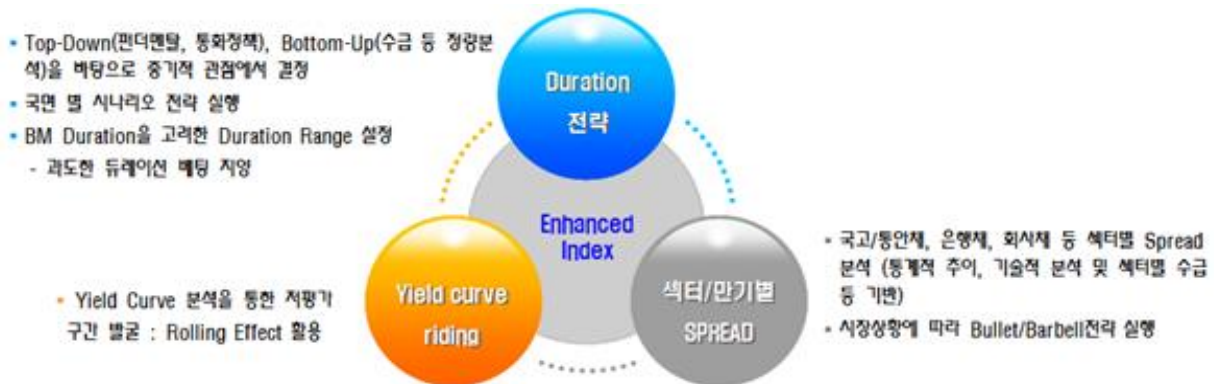 • Top-Down(펀더멘탈, 통화정책), Bottom-Up(수급 등 정량분
석)을 바탕으로 중기적 관점에서 결정
• 국면 별 시나리오 전략 실행
• BM Duration을 고려한 Duration Range 설정
- 과도한 듀레이션 베팅 지양
Duration
전략
Enhanced
Index
• Yield Curve 분석을 통한 저평가
구간 발굴 : Rolling Effect 활용
Yield curve
riding
섹터/만기별
SPREAD
• 국고/통안채, 은행채, 회사채 등 섹터별 Spread
분석 (통계적 추이, 기술적 분석 및 섹터별 수급
등 기반)
• 시장상황에 따라 Bullet/Barbell전략 실행